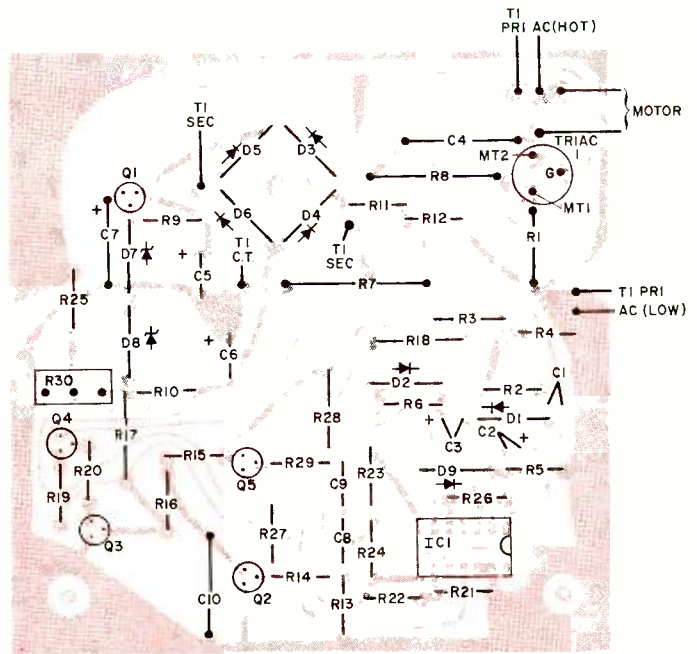 T1
PRI AC(HOT)
MOTOR
T1
SEC
D5
D3
C4
TRIAC
1
MT2
Q1
G
R8
MT1
+
R11
R9
D6
D4
R12
C7
T1
C.T.
T1
SEC
R1
D7
+
C5
R7
T1 PRI
R25
AC (LOW)
R3
D8
+
R18
R4
C6
R30
D2
C1
R10
R2
R6
Q4
R17
R28
+
D1
C3
C2
+
R15
R29
R20
Q5
R23
D9
R5
R19
R16
C9
R26
Q3
R27
C8
R24
IC1
C10
Q2
R14
R13
R22
R21